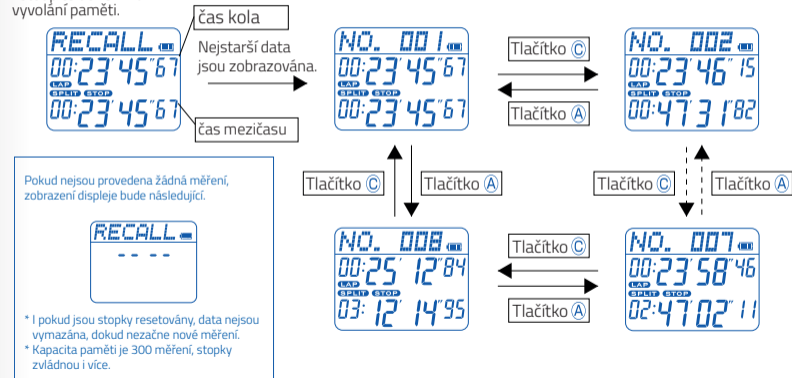 vyvolání paměti.
čas kola
RECALL
00:23'45"67
LAP
SPLIT STOP
00:23'45"67
čas mezičasu
Nejstarší data
jsou zobrazována.
NO. 001
00:23'45"67
LAP
SPLIT STOP
00:23'45"67
Tlačítko C
Tlačítko A
NO. 002
00:23'46"15
LAP
SPLIT STOP
00:47'31"82
Tlačítko C
Tlačítko A
Tlačítko C
Tlačítko A
NO. 008
00:25'12"84
LAP
SPLIT STOP
03:12'14"95
Tlačítko C
Tlačítko A
NO. 007
00:23'58"46
LAP
SPLIT STOP
02:47'02"11
Pokud nejsou provedena žádná měření,
zobrazení displeje bude následující.
RECALL
-- --
* I pokud jsou stopky resetovány, data nejsou
vymazána, dokud nezačne nové měření.
* Kapacita paměti je 300 měření, stopky
zvládnou i více.